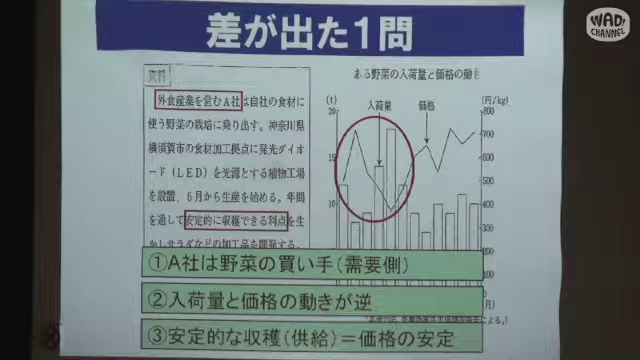 WAD!
CHANNEL
差が出た1問
資料
外食産業を営むA社は自社の食材に
使う野菜の栽培に乗り出す。神奈川県
横須賀市の食材加工拠点に発光ダイオ
ード(LED)を光源とする植物工場
を設置,5月から生産を始める。年間
を通して安定的に収穫できる利点を生
かしサラダなどの加工品を開発する。
ある野菜の入荷量と価格の動き
(t)
(円/kg)
入荷量
価格
20
15
10
800
700
600
500
400
300
200
月)
①A社は野菜の買い手(需要側)
②入荷量と価格の動きが逆
③安定的な収穫(供給)=価格の安定
による。)